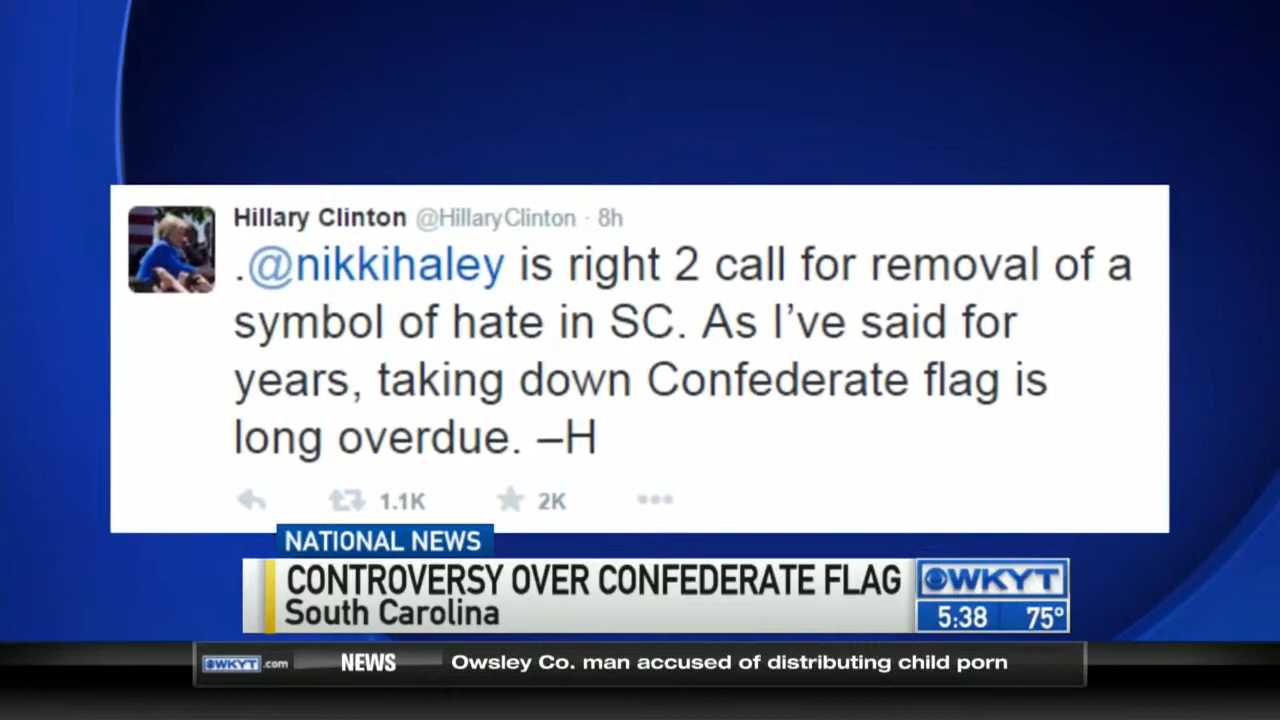 Hillary Clinton @HillaryClinton · 8h
.@nikkihaley is right 2 call for removal of a
symbol of hate in SC. As I’ve said for
years, taking down Confederate flag is
long overdue. –H
1.1K 2K
NATIONAL NEWS
CONTROVERSY OVER CONFEDERATE FLAG
South Carolina
WKYT
5:38 75°
WKYT.com NEWS Owsley Co. man accused of distributing child porn